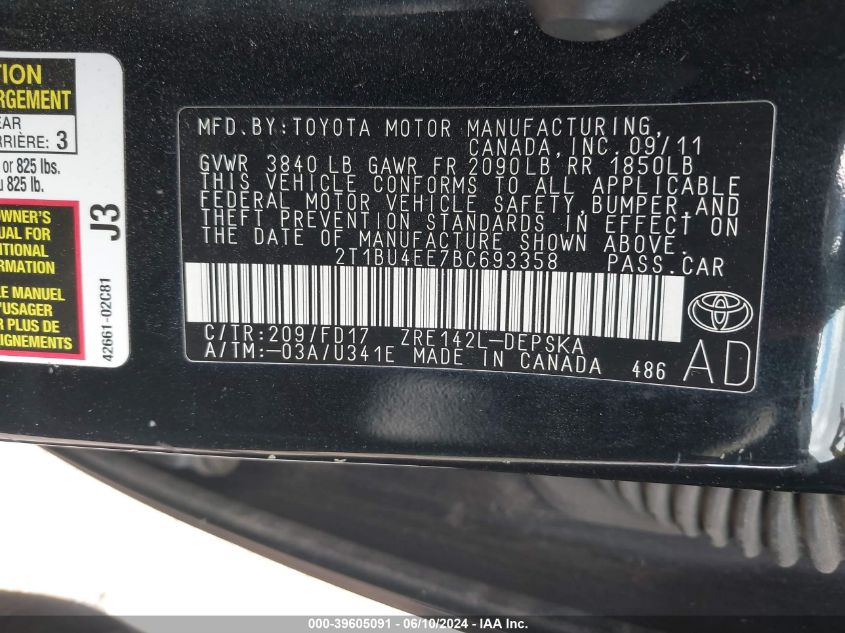 TION
RGEMENT
EAR
RRIÈRE: 3
or 825 lbs.
u 825 lb.
OWNER'S
UAL FOR
ITIONAL
RMATION
LE MANUEL
'USAGER
R PLUS DE
GNEMENTS
J3
42661-02C81
MFD.BY:TOYOTA MOTOR MANUFACTURING,
CANADA,INC.09/11
GVWR 3840 LB GAWR FR 2090LB RR 1850LB
THIS VEHICLE CONFORMS TO ALL APPLICABLE
FEDERAL MOTOR VEHICLE SAFETY,BUMPER,AND
THEFT PREVENTION STANDARDS IN EFFECT ON
THE DATE OF MANUFACTURE SHOWN ABOVE.
2T1BU4EE7BC693358 PASS.CAR
C/TR:209/FD17 ZRE142L-DEPSKA
A/TM:-03A/U341E MADE IN CANADA 486
AD
000-39605091 - 06/10/2024 - IAA, Inc.